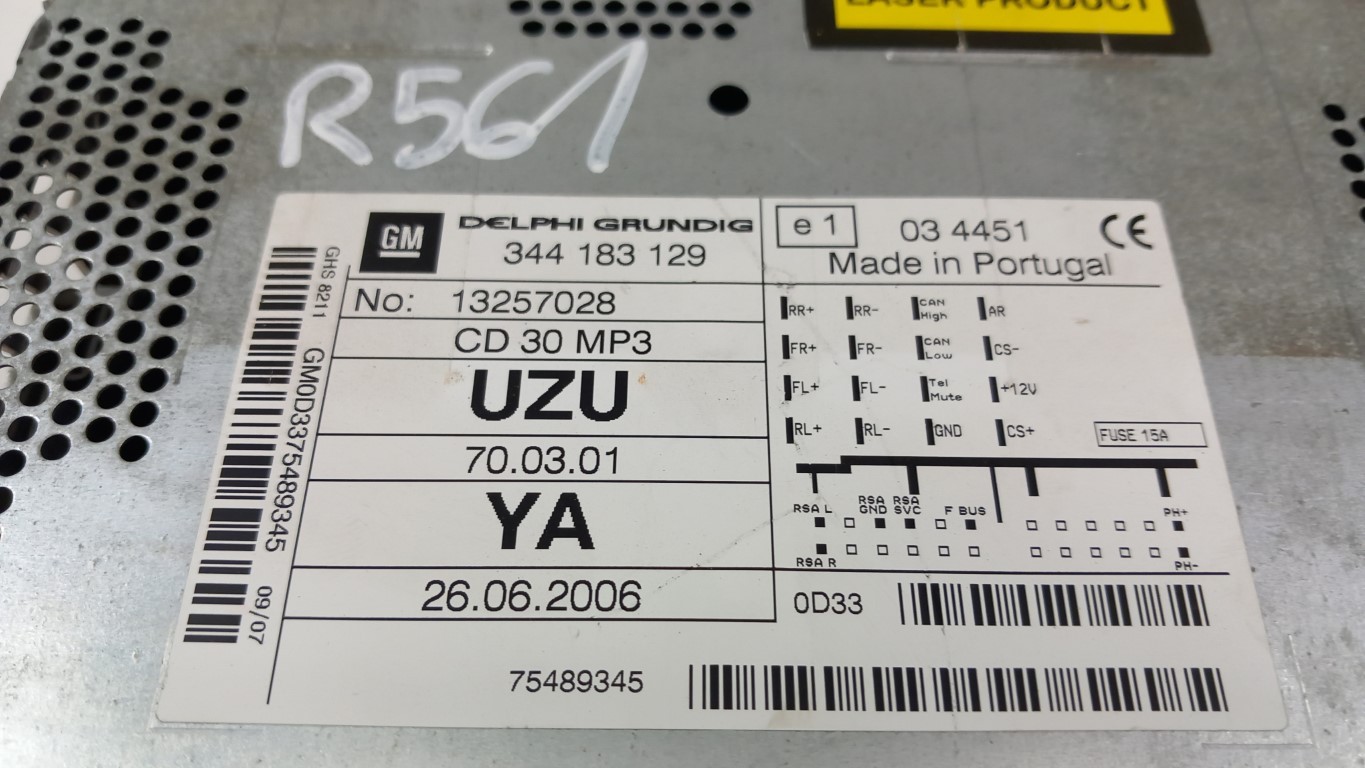 LASER PRODUCT
R561
GM
DELPHI GRUNDIG
344 183 129
e 1
03 4451
CE
Made in Portugal
No: 13257028
CD 30 MP3
UZU
70.03.01
YA
26.06.2006
GHS 8211 GM0D3375489345 09/07
RR+ RR- CAN High AR
FR+ FR- CAN Low CS-
FL+ FL- Tel Mute +12V
RL+ RL- GND CS+
FUSE 15A
RSA L RSA GND RSA SVC F BUS PH+
RSA R PH-
0D33
75489345